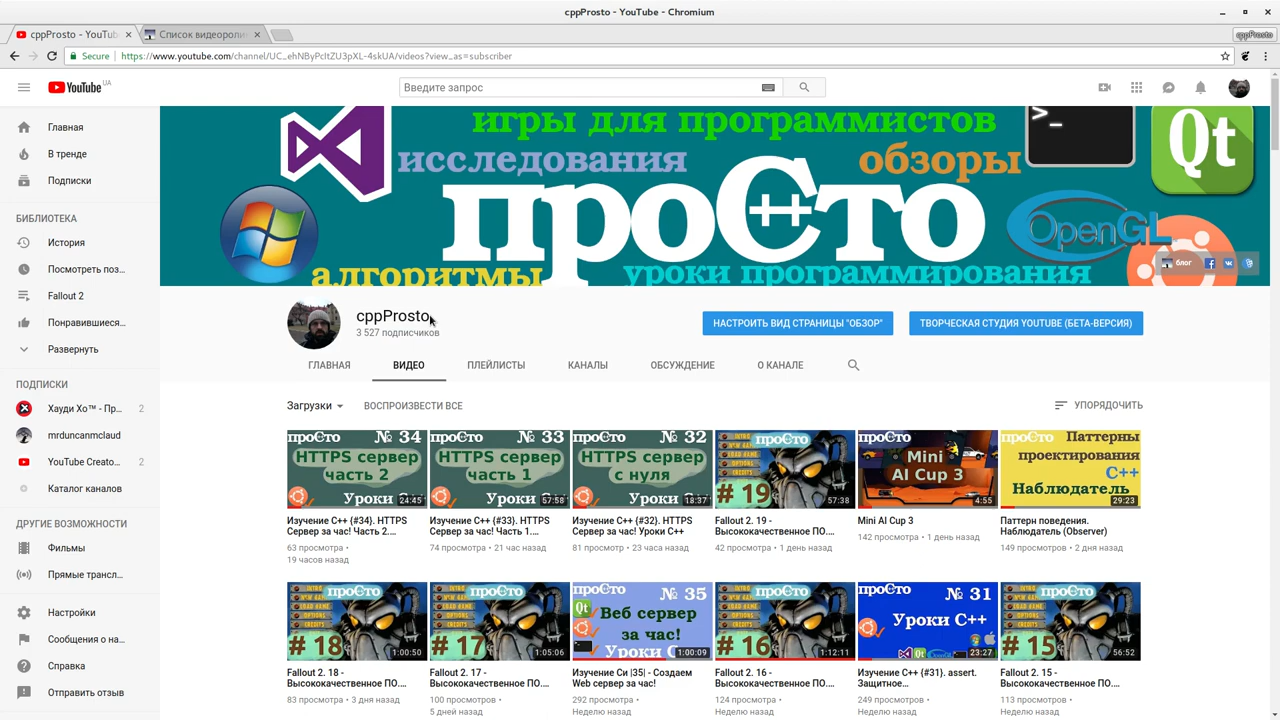 cppProsto - YouTube - Chromium
cppProsto - YouTub
Список видеороли
cppProsto
Secure
https://www.youtube.com/channel/UC_ehNByPcItZU3pXL-4skUA/videos?view_as=subscriber
YouTube UA
Введите запрос
Главная
В тренде
Подписки
БИБЛИОТЕКА
История
Посмотреть поз...
Fallout 2
Понравившиеся...
Развернуть
ПОДПИСКИ
Хауди Хо™ - Пр... 2
mrduncanmclaud
YouTube Creato... 2
Каталог каналов
ДРУГИЕ ВОЗМОЖНОСТИ
Фильмы
Прямые трансл...
Настройки
Сообщения о на...
Справка
Отправить отзыв
игры для программистов
исследования
обзоры
проС++то
алгоритмы
уроки программирования
>_
Qt
OpenGL
блог
cppProsto
3 527 подписчиков
НАСТРОИТЬ ВИД СТРАНИЦЫ "ОБЗОР"
ТВОРЧЕСКАЯ СТУДИЯ YOUTUBE (БЕТА-ВЕРСИЯ)
ГЛАВНАЯ
ВИДЕО
ПЛЕЙЛИСТЫ
КАНАЛЫ
ОБСУЖДЕНИЕ
О КАНАЛЕ
Загрузки
ВОСПРОИЗВЕСТИ ВСЕ
УПОРЯДОЧИТЬ
проСто № 34
HTTPS сервер
часть 2
Уроки
24:45
Изучение C++ (#34). HTTPS
Сервер за час! Часть 2....
63 просмотра •
19 часов назад
проСто № 33
HTTPS сервер
часть 1
Уроки
57:58
Изучение C++ (#33). HTTPS
Сервер за час! Часть 1....
74 просмотра • 21 час назад
проСто № 32
HTTPS сервер
с нуля
Уроки
18:37
Изучение C++ (#32). HTTPS
Сервер за час! Уроки C++
81 просмотр • 23 часа назад
проСто
# 19
57:38
Fallout 2. 19 -
Высококачественное ПО....
42 просмотра • 1 день назад
проСто
Mini
AI Cup 3
4:55
Mini AI Cup 3
142 просмотра • 1 день назад
проСто Паттерны
проектирования
C++
Наблюдатель
29:23
Паттерн поведения.
Наблюдатель (Observer)
149 просмотров • 2 дня назад
проСто
# 18
1:00:50
Fallout 2. 18 -
Высококачественное ПО....
83 просмотра • 3 дня назад
проСто
# 17
1:05:06
Fallout 2. 17 -
Высококачественное ПО....
100 просмотров •
5 дней назад
проСто № 35
Qt
Веб сервер
за час!
Уроки
1:00:09
Изучение Си |35| - Создаем
Web сервер за час!
292 просмотра •
Неделю назад
проСто
# 16
1:12:11
Fallout 2. 16 -
Высококачественное ПО....
124 просмотра •
Неделю назад
проСто № 31
Уроки C++
Qt
23:27
Изучение C++ (#31). assert.
Защитное...
249 просмотров •
Неделю назад
проСто
# 15
56:52
Fallout 2. 15 -
Высококачественное ПО....
113 просмотров •
Неделю назад